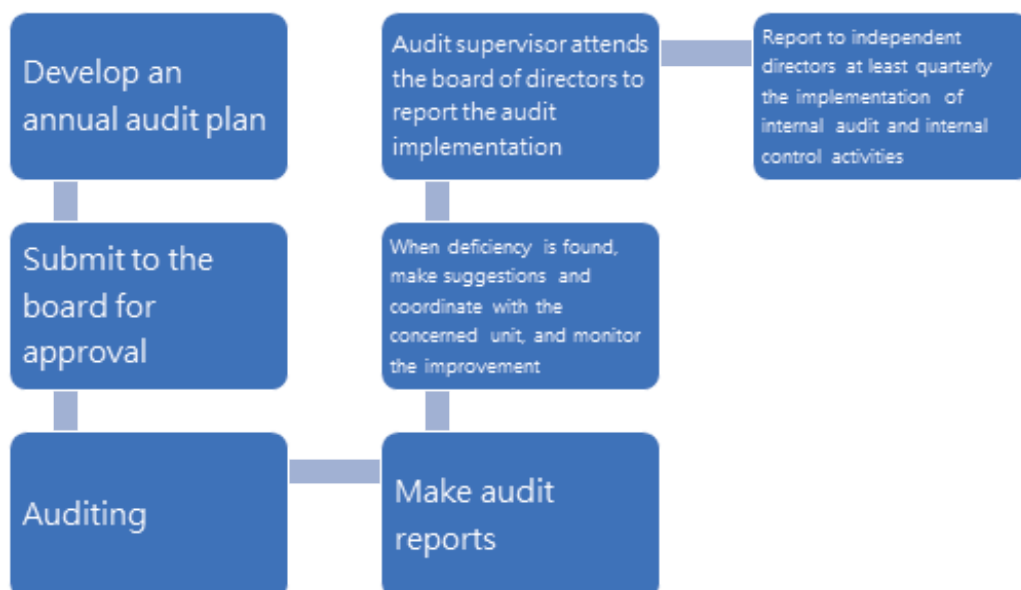 Develop an
annual audit plan
Submit to the
board for
approval
Auditing
Make audit
reports
When deficiency is found,
make suggestions and
coordinate with the
concerned unit, and monitor
the improvement
Audit supervisor attends
the board of directors to
report the audit
implementation
Report to independent
directors at least quarterly
the implementation of
internal audit and internal
control activities